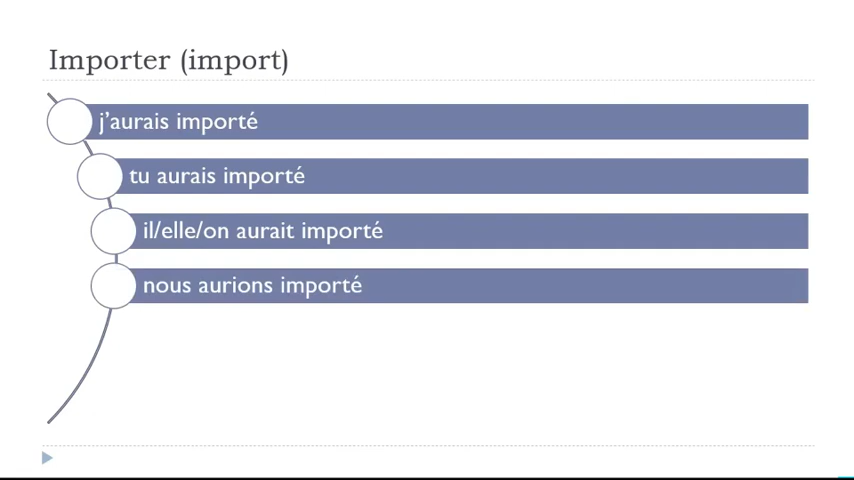 Importer (import)
j’aurais importé
tu aurais importé
il/elle/on aurait importé
nous aurions importé